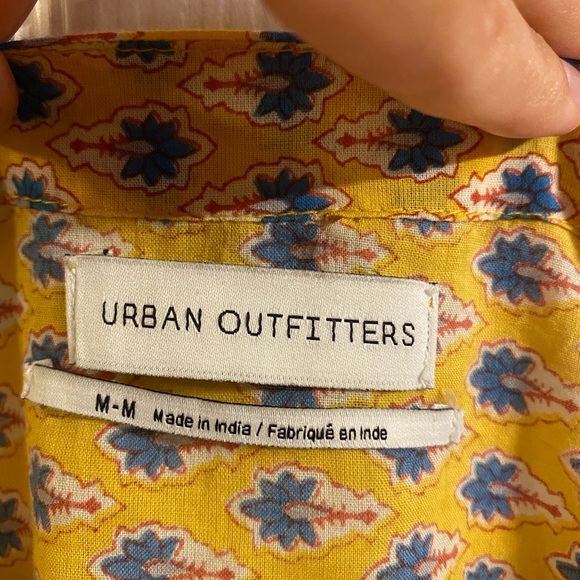 URBAN OUTFITTERS
M-M Made in India / Fabriqué en Inde